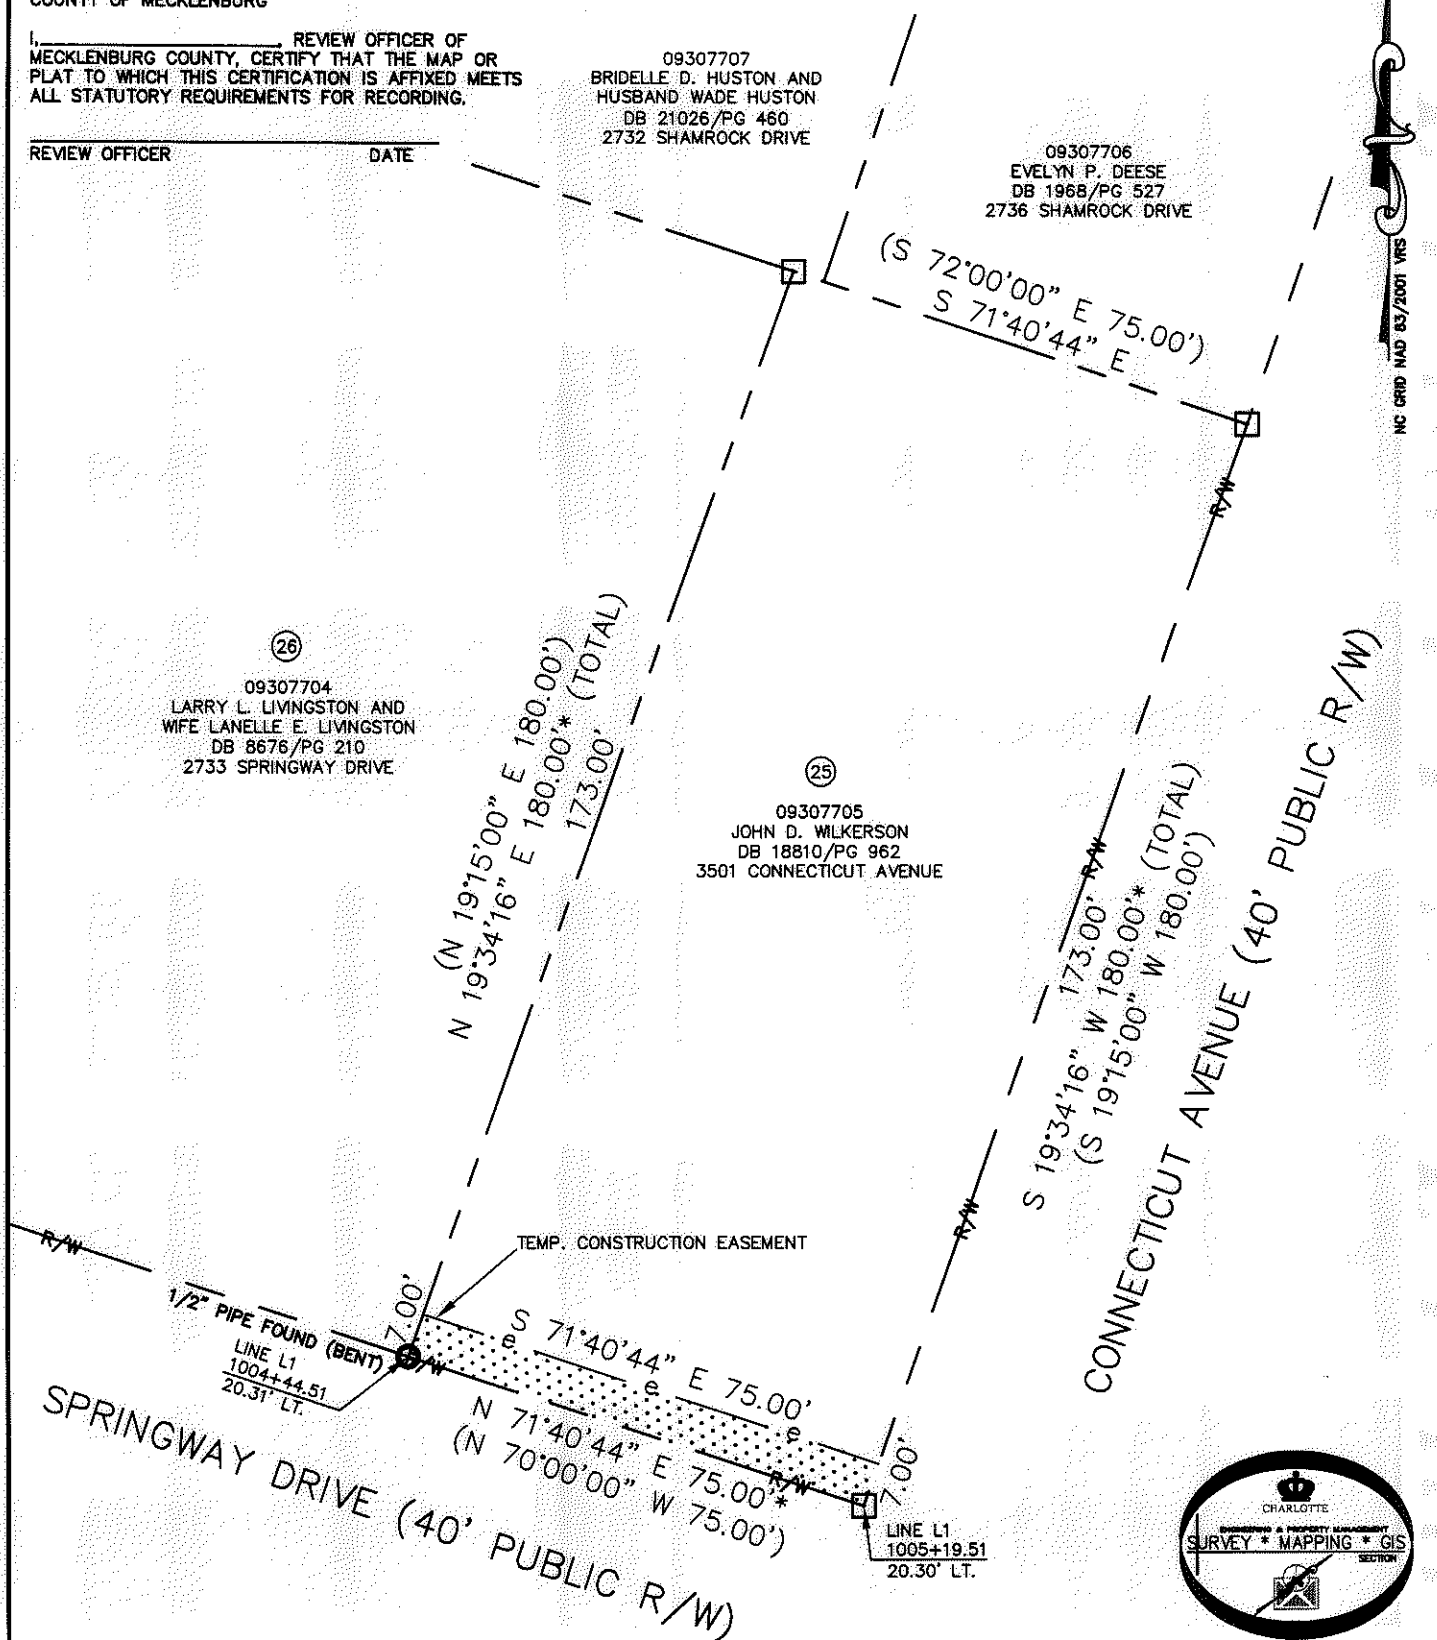 COUNTY OF MECKLENBURG
I,____________________, REVIEW OFFICER OF
MECKLENBURG COUNTY, CERTIFY THAT THE MAP OR
PLAT TO WHICH THIS CERTIFICATION IS AFFIXED MEETS
ALL STATUTORY REQUIREMENTS FOR RECORDING.
REVIEW OFFICER DATE
09307707
BRIDELLE D. HUSTON AND
HUSBAND WADE HUSTON
DB 21026/PG 460
2732 SHAMROCK DRIVE
09307706
EVELYN P. DEESE
DB 1968/PG 527
2736 SHAMROCK DRIVE
NC GRID NAD 83/2001 VRS
(S 72°00'00" E 75.00')
S 71°40'44" E
R/W
26
09307704
LARRY L. LIVINGSTON AND
WIFE LANELLE E. LIVINGSTON
DB 8676/PG 210
2733 SPRINGWAY DRIVE
(N 19°15'00" E 180.00')
N 19°34'16" E 180.00'* (TOTAL)
173.00'
25
09307705
JOHN D. WILKERSON
DB 18810/PG 962
3501 CONNECTICUT AVENUE
R/W
173.00'
S 19°34'16" W 180.00'* (TOTAL)
(S 19°15'00" W 180.00')
CONNECTICUT AVENUE (40' PUBLIC R/W)
R/W
R/W
TEMP. CONSTRUCTION EASEMENT
7.00'
1/2" PIPE FOUND (BENT)
R/W
LINE L1
1004+44.51
20.31' LT.
S 71°40'44" E 75.00'
e e e
N 71°40'44" E 75.00'*
(N 70°00'00" W 75.00')
R/W
7.00'
LINE L1
1005+19.51
20.30' LT.
SPRINGWAY DRIVE (40' PUBLIC R/W)
CHARLOTTE
ENGINEERING & PROPERTY MANAGEMENT
SURVEY * MAPPING * GIS
SECTION